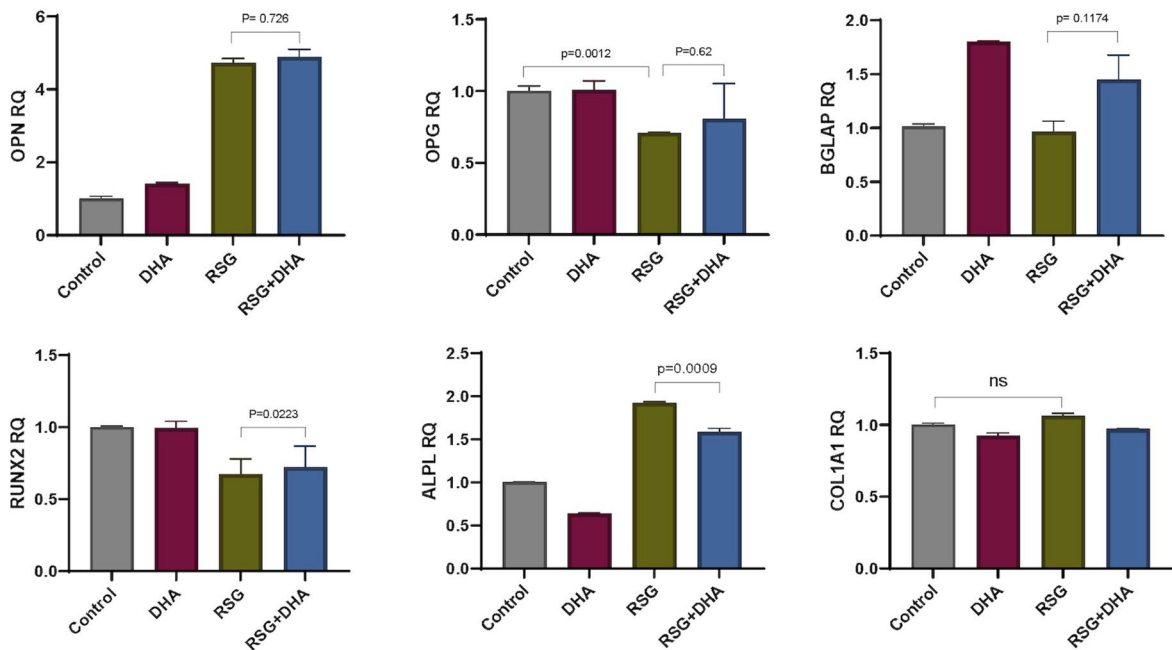 OPN RQ
6
4
2
0
P= 0.726
Control
DHA
RSG
RSG+DHA
OPG RQ
1.5
1.0
0.5
0.0
p=0.0012
P=0.62
Control
DHA
RSG
RSG+DHA
BGLAP RQ
2.0
1.5
1.0
0.5
0.0
p= 0.1174
Control
DHA
RSG
RSG+DHA
RUNX2 RQ
1.5
1.0
0.5
0.0
P=0.0223
Control
DHA
RSG
RSG+DHA
ALPL RQ
2.5
2.0
1.5
1.0
0.5
0.0
p=0.0009
Control
DHA
RSG
RSG+DHA
COL1A1 RQ
1.5
1.0
0.5
0.0
ns
Control
DHA
RSG
RSG+DHA